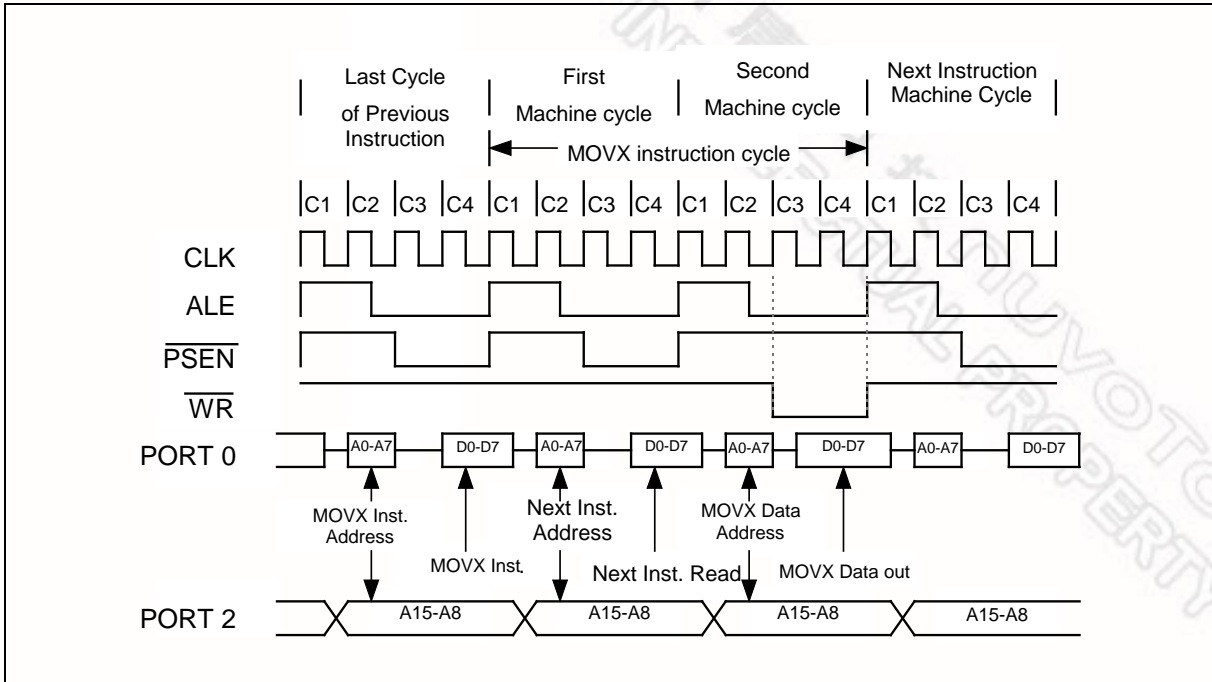 Last Cycle
of Previous
Instruction
First
Machine cycle
Second
Machine cycle
Next Instruction
Machine Cycle
MOVX instruction cycle
C1 C2 C3 C4 C1 C2 C3 C4 C1 C2 C3 C4 C1 C2 C3 C4
CLK
ALE
PSEN
WR
PORT 0
A0-A7 D0-D7 A0-A7 D0-D7 A0-A7 D0-D7 A0-A7 D0-D7
MOVX Inst.
Address
MOVX Inst.
Next Inst.
Address
Next Inst. Read
MOVX Data
Address
MOVX Data out
PORT 2
A15-A8 A15-A8 A15-A8 A15-A8
NUVOTON
PROPERTY